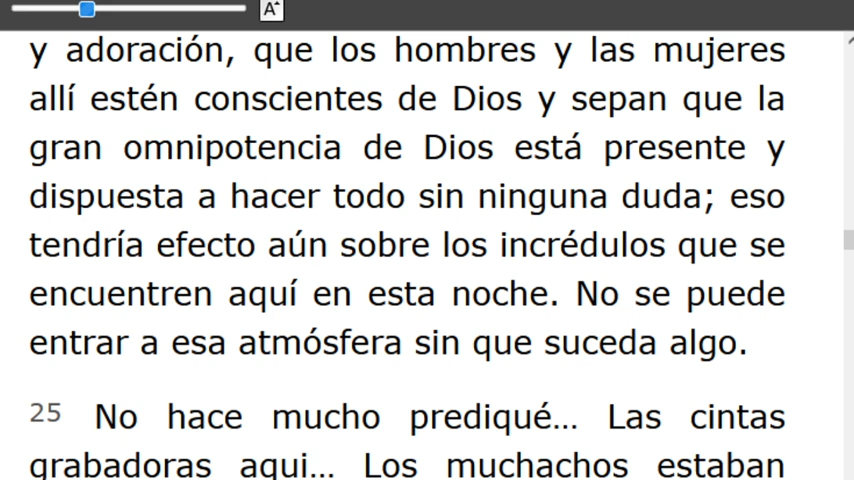 A
y adoración, que los hombres y las mujeres
allí estén conscientes de Dios y sepan que la
gran omnipotencia de Dios está presente y
dispuesta a hacer todo sin ninguna duda; eso
tendría efecto aún sobre los incrédulos que se
encuentren aquí en esta noche. No se puede
entrar a esa atmósfera sin que suceda algo.
25 No hace mucho prediqué... Las cintas
grabadoras aqui... Los muchachos estaban